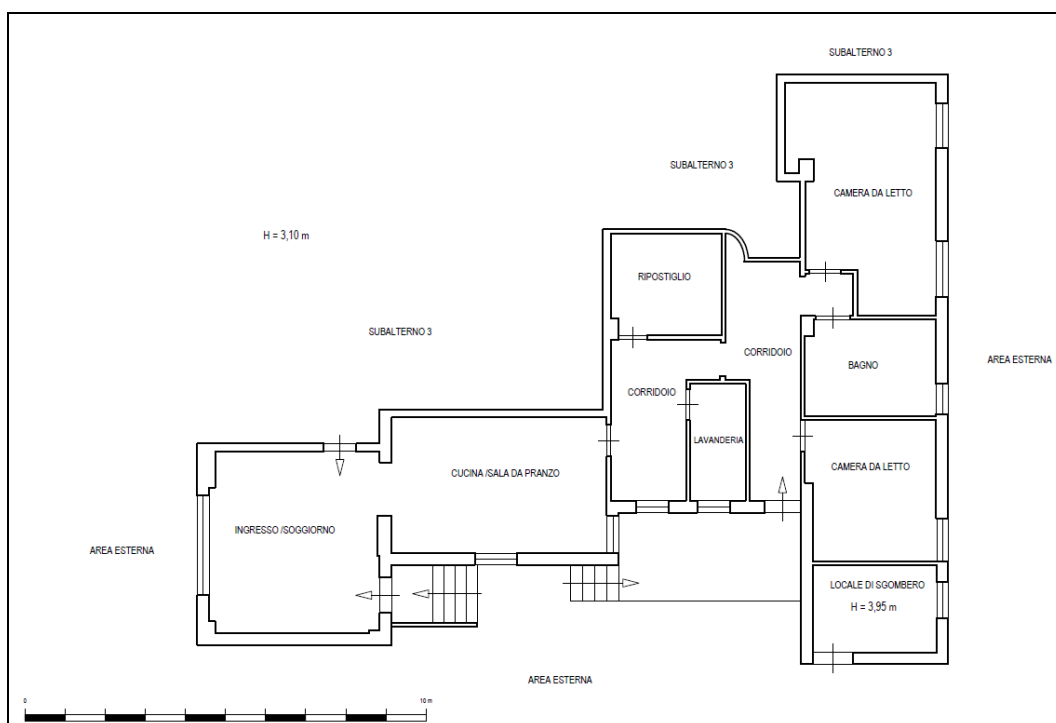 SUBALTERNO 3
SUBALTERNO 3
CAMERA DA LETTO
H = 3,10 m
RIPOSTIGLIO
SUBALTERNO 3
CORRIDOIO
AREA ESTERNA
BAGNO
CORRIDOIO
LAVANDERIA
CUCINA /SALA DA PRANZO
CAMERA DA LETTO
INGRESSO /SOGGIORNO
AREA ESTERNA
LOCALE DI SGOMBERO
H = 3,95 m
AREA ESTERNA
AREA ESTERNA
0
10 m